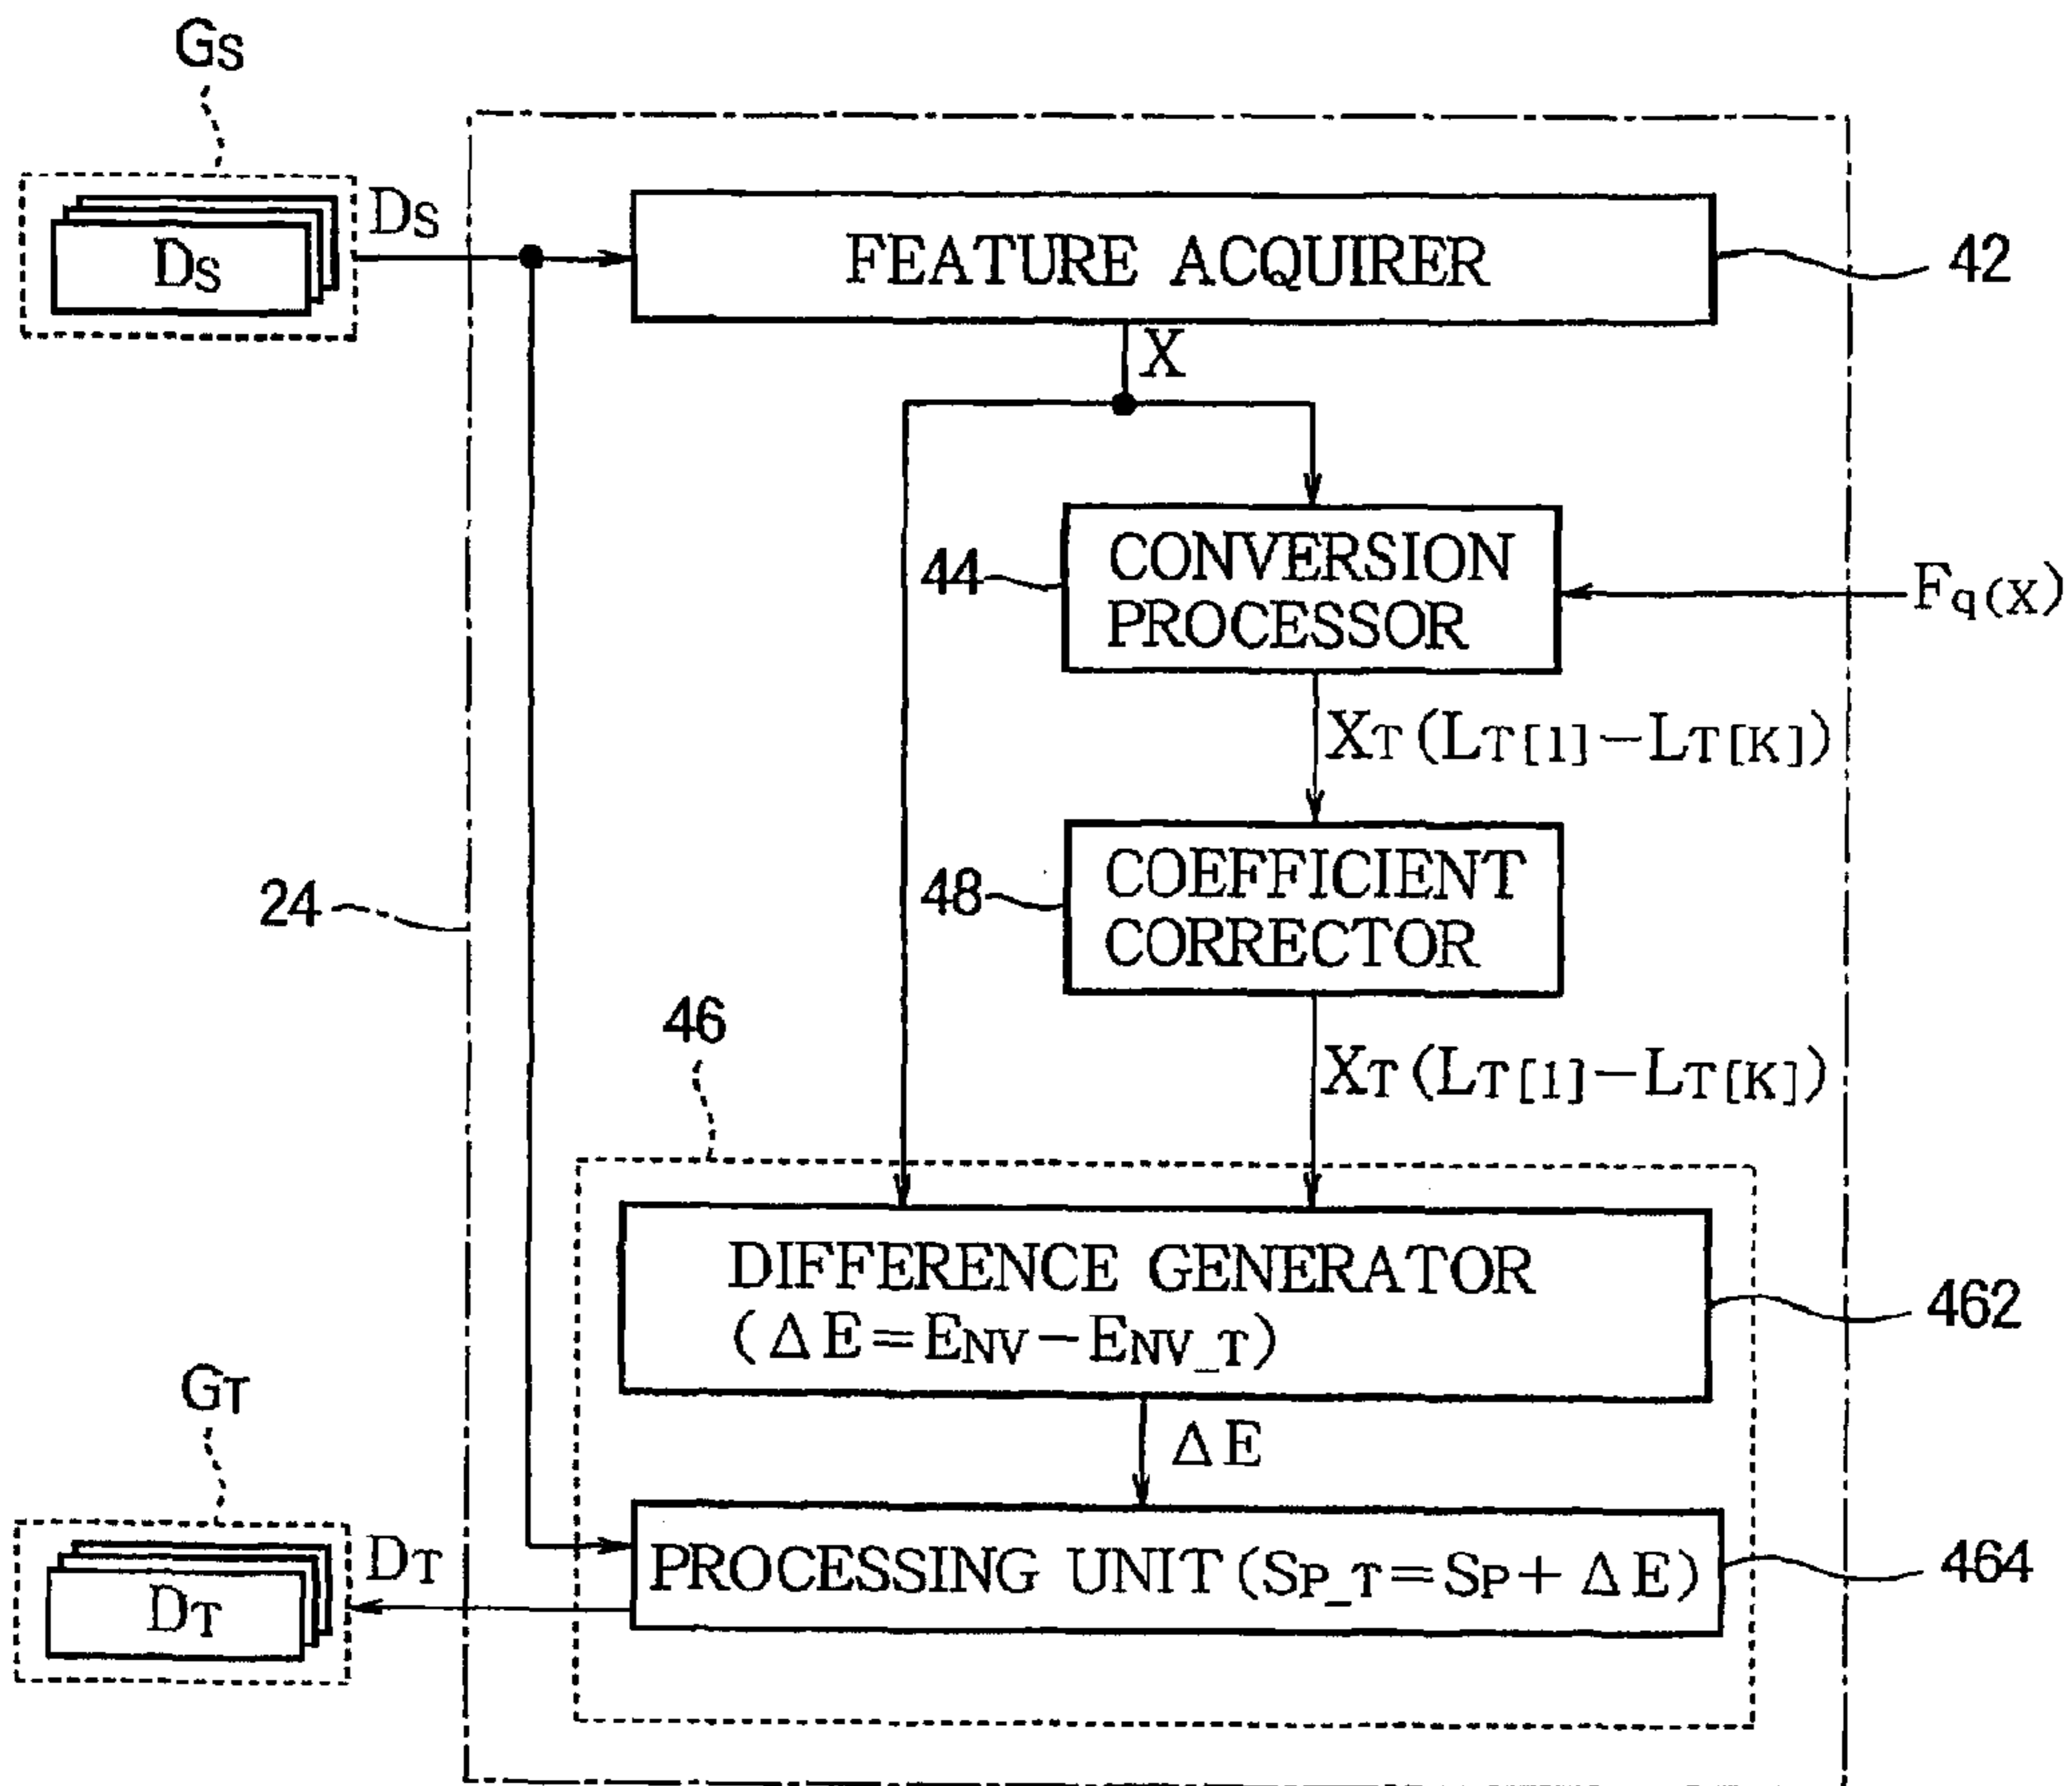 GS
DS
DS
FEATURE ACQUIRER
42
X
44
CONVERSION
PROCESSOR
Fq(X)
XT(LT[1]−LT[K])
48
COEFFICIENT
CORRECTOR
24
46
XT(LT[1]−LT[K])
DIFFERENCE GENERATOR
(ΔE=ENV−ENV_T)
462
GT
ΔE
DT
DT
PROCESSING UNIT(SP_T=SP+ΔE)
464